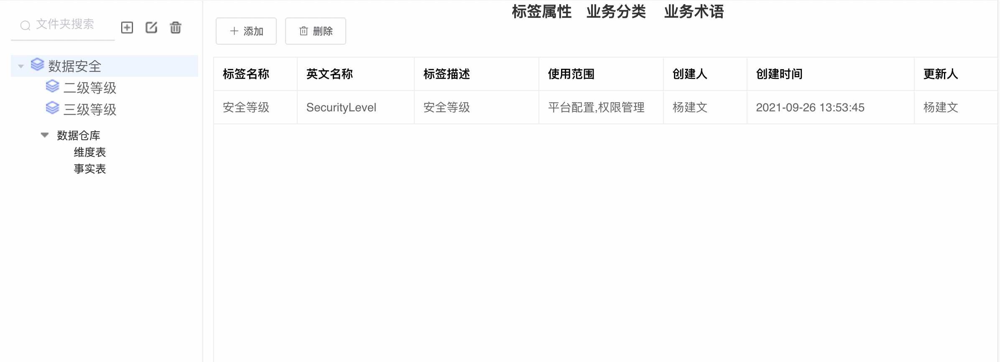 文件夹搜索
数据安全
二级等级
三级等级
数据仓库
维度表
事实表
标签属性 业务分类 业务术语
添加 删除
标签名称 英文名称 标签描述 使用范围 创建人 创建时间 更新人
安全等级 SecurityLevel 安全等级 平台配置,权限管理 杨建文 2021-09-26 13:53:45 杨建文